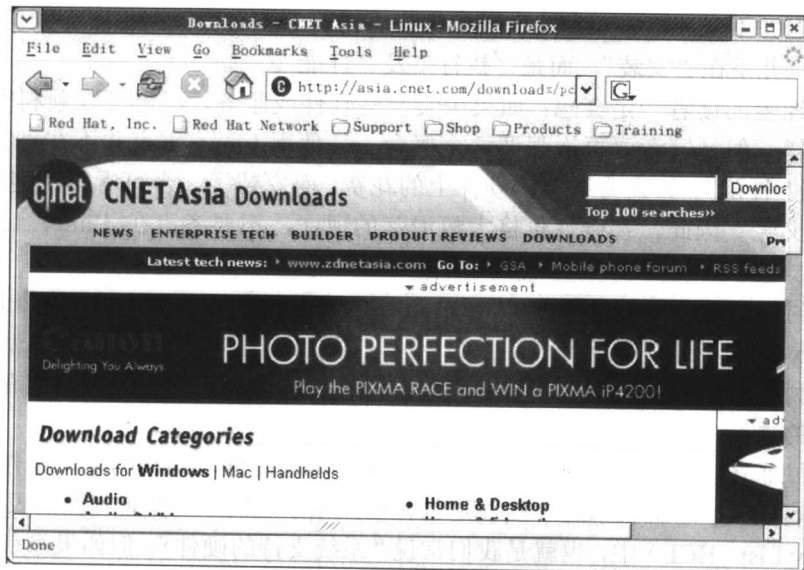 Downloads - CNET Asia - Linux - Mozilla Firefox
File Edit View Go Bookmarks Tools Help
http://asia.cnet.com/downloads/pc
G
Red Hat, Inc. Red Hat Network Support Shop Products Training
c|net CNET Asia Downloads
Downloa
Top 100 searches››
NEWS ENTERPRISE TECH BUILDER PRODUCT REVIEWS DOWNLOADS
Latest tech news: www.zdnetasia.com Go To: GSA Mobile phone forum RSS feeds
advertisement
Canon
Delighting You Always
PHOTO PERFECTION FOR LIFE
Play the PIXMA RACE and WIN a PIXMA iP4200!
Download Categories
ad
Downloads for Windows | Mac | Handhelds
• Audio
• Home & Desktop
Done